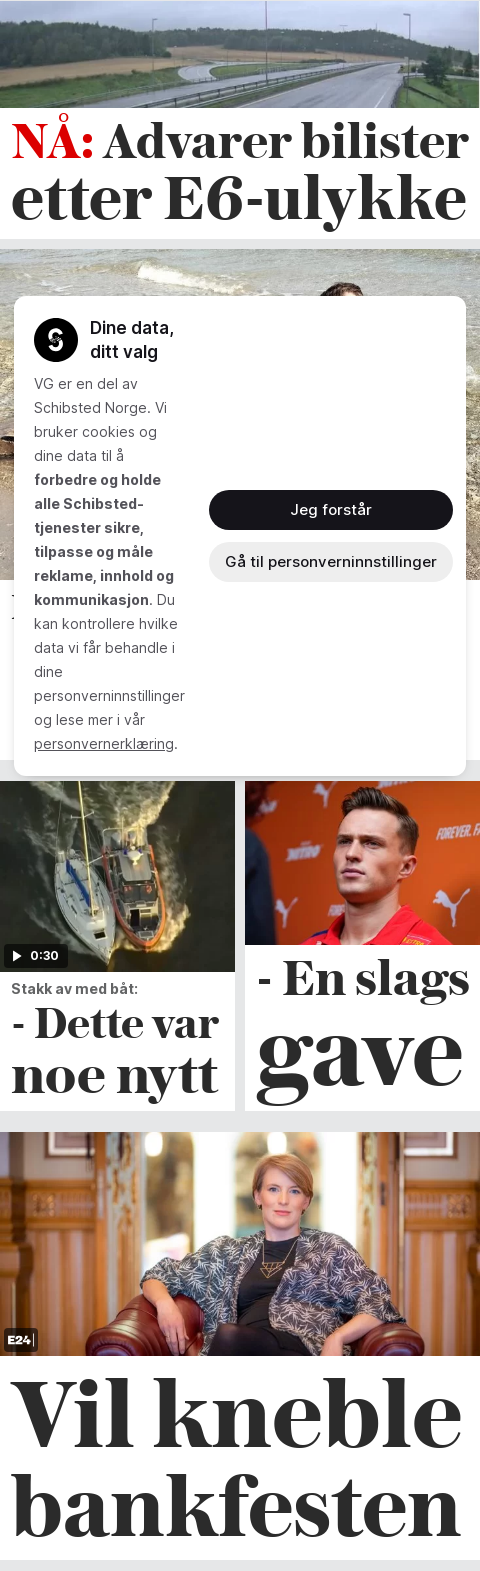 NÅ: Advarer bilister
etter E6-ulykke
Dine data,
ditt valg
VG er en del av
Schibsted Norge. Vi
bruker cookies og
dine data til å
forbedre og holde
alle Schibsted-
tjenester sikre,
tilpasse og måle
reklame, innhold og
kommunikasjon. Du
kan kontrollere hvilke
data vi får behandle i
dine
personverninnstillinger
og lese mer i vår
personvernerklæring.
Jeg forstår
Gå til personverninnstillinger
0:30
Stakk av med båt:
- Dette var
noe nytt
NITRO
FOREVER. FA
- En slags
gave
E24
Vil kneble
bankfesten